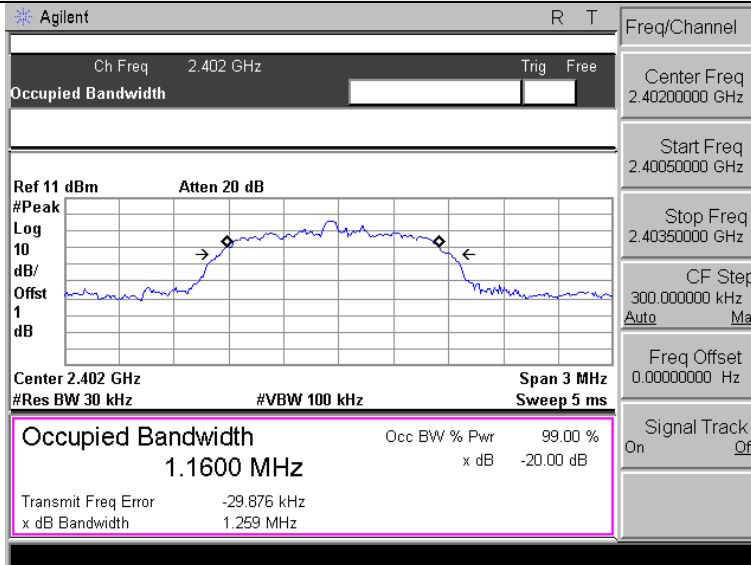 Agilent R T
Freq/Channel
Ch Freq 2.402 GHz Trig Free
Occupied Bandwidth
Center Freq
2.40200000 GHz
Start Freq
2.40050000 GHz
Stop Freq
2.40350000 GHz
CF Step
300.000000 kHz
Auto Ma
Freq Offset
0.00000000 Hz
Signal Track
On Of
Ref 11 dBm Atten 20 dB
#Peak
Log
10
dB/
Offst
1
dB
Center 2.402 GHz Span 3 MHz
#Res BW 30 kHz #VBW 100 kHz Sweep 5 ms
Occupied Bandwidth Occ BW % Pwr 99.00 %
1.1600 MHz x dB -20.00 dB
Transmit Freq Error -29.876 kHz
x dB Bandwidth 1.259 MHz